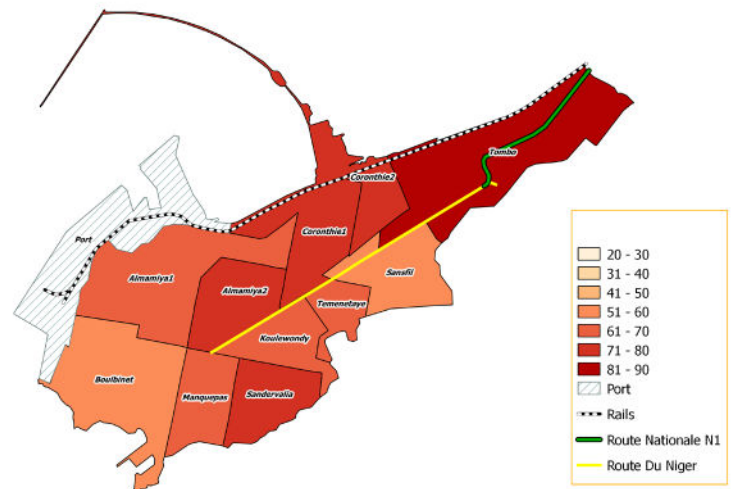 Tombo
Coronthie2
Coronthie1
Port
Sansfil
Almamiya1
Almamiya2
Temenetaye
Koulewondy
Boulbinet
Manquepas
Sandervalia
20 - 30
31 - 40
41 - 50
51 - 60
61 - 70
71 - 80
81 - 90
Port
Rails
Route Nationale N1
Route Du Niger